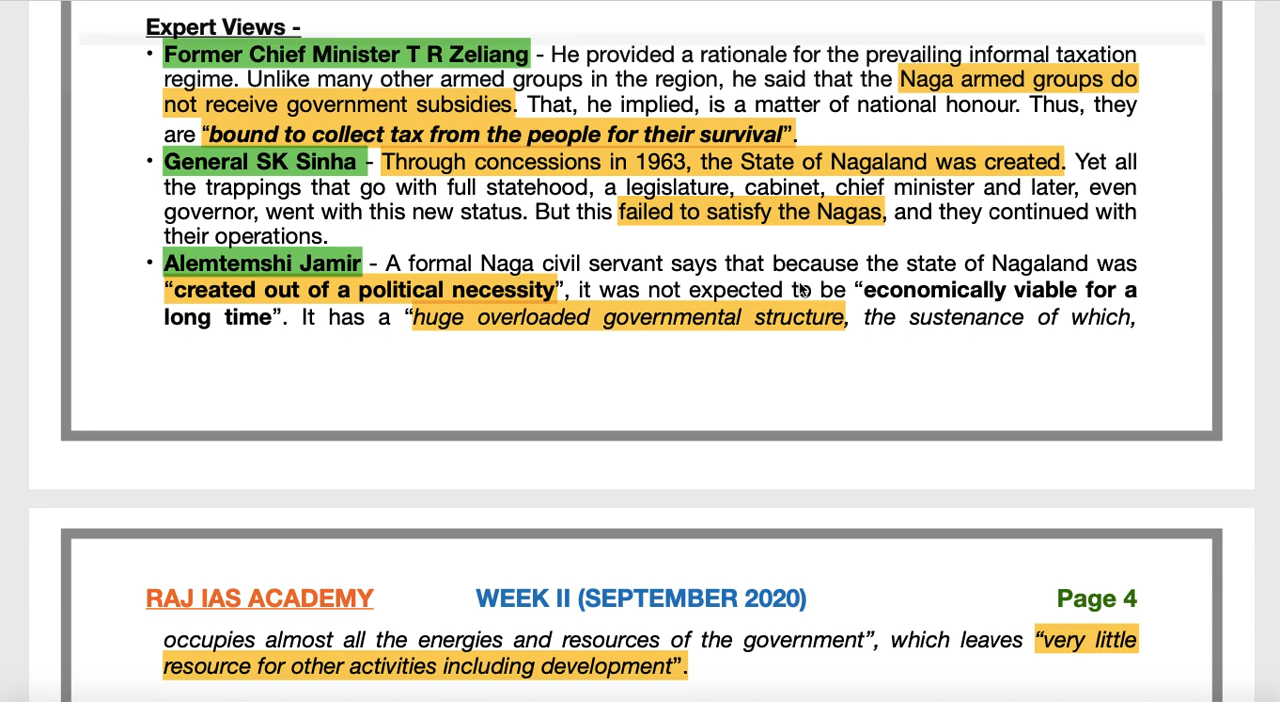 Expert Views -
• Former Chief Minister T R Zeliang - He provided a rationale for the prevailing informal taxation
regime. Unlike many other armed groups in the region, he said that the Naga armed groups do
not receive government subsidies. That, he implied, is a matter of national honour. Thus, they
are “bound to collect tax from the people for their survival”.
• General SK Sinha - Through concessions in 1963, the State of Nagaland was created. Yet all
the trappings that go with full statehood, a legislature, cabinet, chief minister and later, even
governor, went with this new status. But this failed to satisfy the Nagas, and they continued with
their operations.
• Alemtemshi Jamir - A formal Naga civil servant says that because the state of Nagaland was
“created out of a political necessity”, it was not expected to be “economically viable for a
long time”. It has a “huge overloaded governmental structure, the sustenance of which,
RAJ IAS ACADEMY WEEK II (SEPTEMBER 2020) Page 4
occupies almost all the energies and resources of the government”, which leaves “very little
resource for other activities including development”.